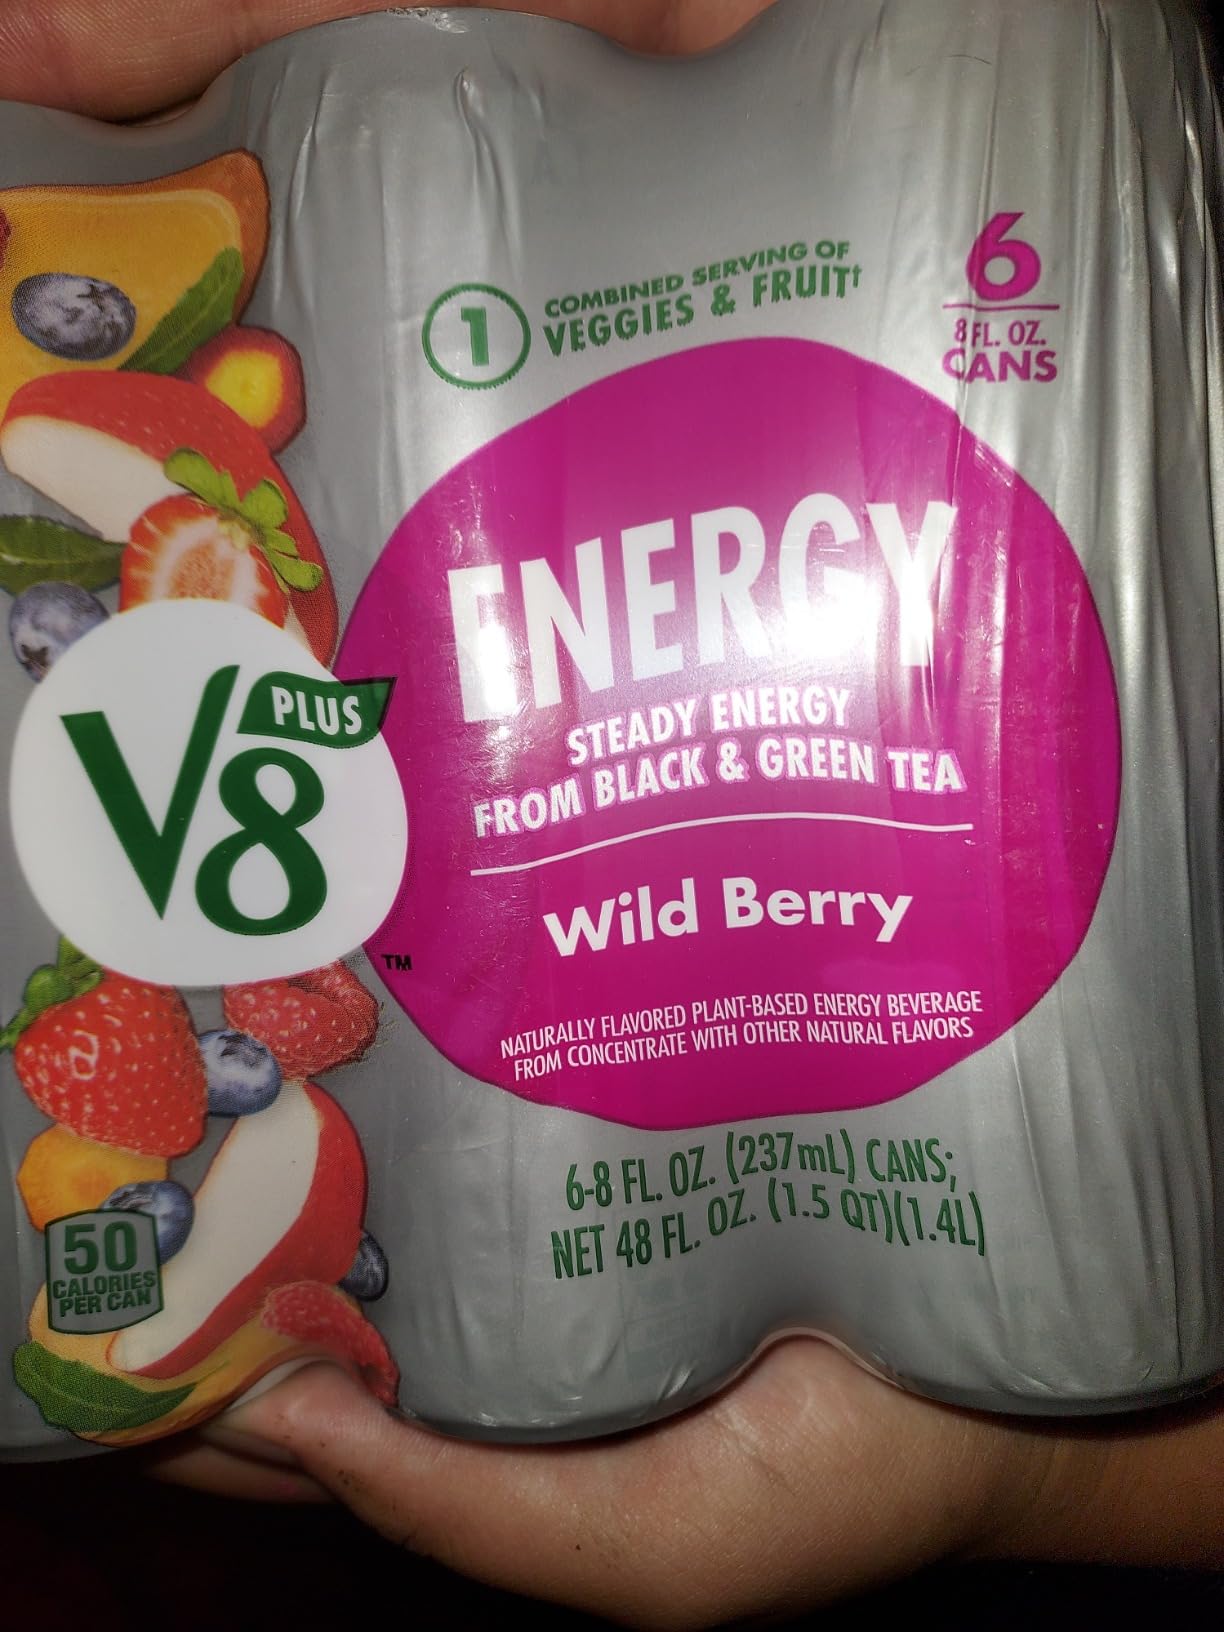 1
COMBINED SERVING OF
VEGGIES & FRUIT†
6
8 FL. OZ.
CANS
ENERGY
STEADY ENERGY
FROM BLACK & GREEN TEA
Wild Berry
NATURALLY FLAVORED PLANT-BASED ENERGY BEVERAGE
FROM CONCENTRATE WITH OTHER NATURAL FLAVORS
V8 PLUS
TM
6-8 FL. OZ. (237mL) CANS;
NET 48 FL. OZ. (1.5 QT)(1.4L)
50
CALORIES
PER CAN